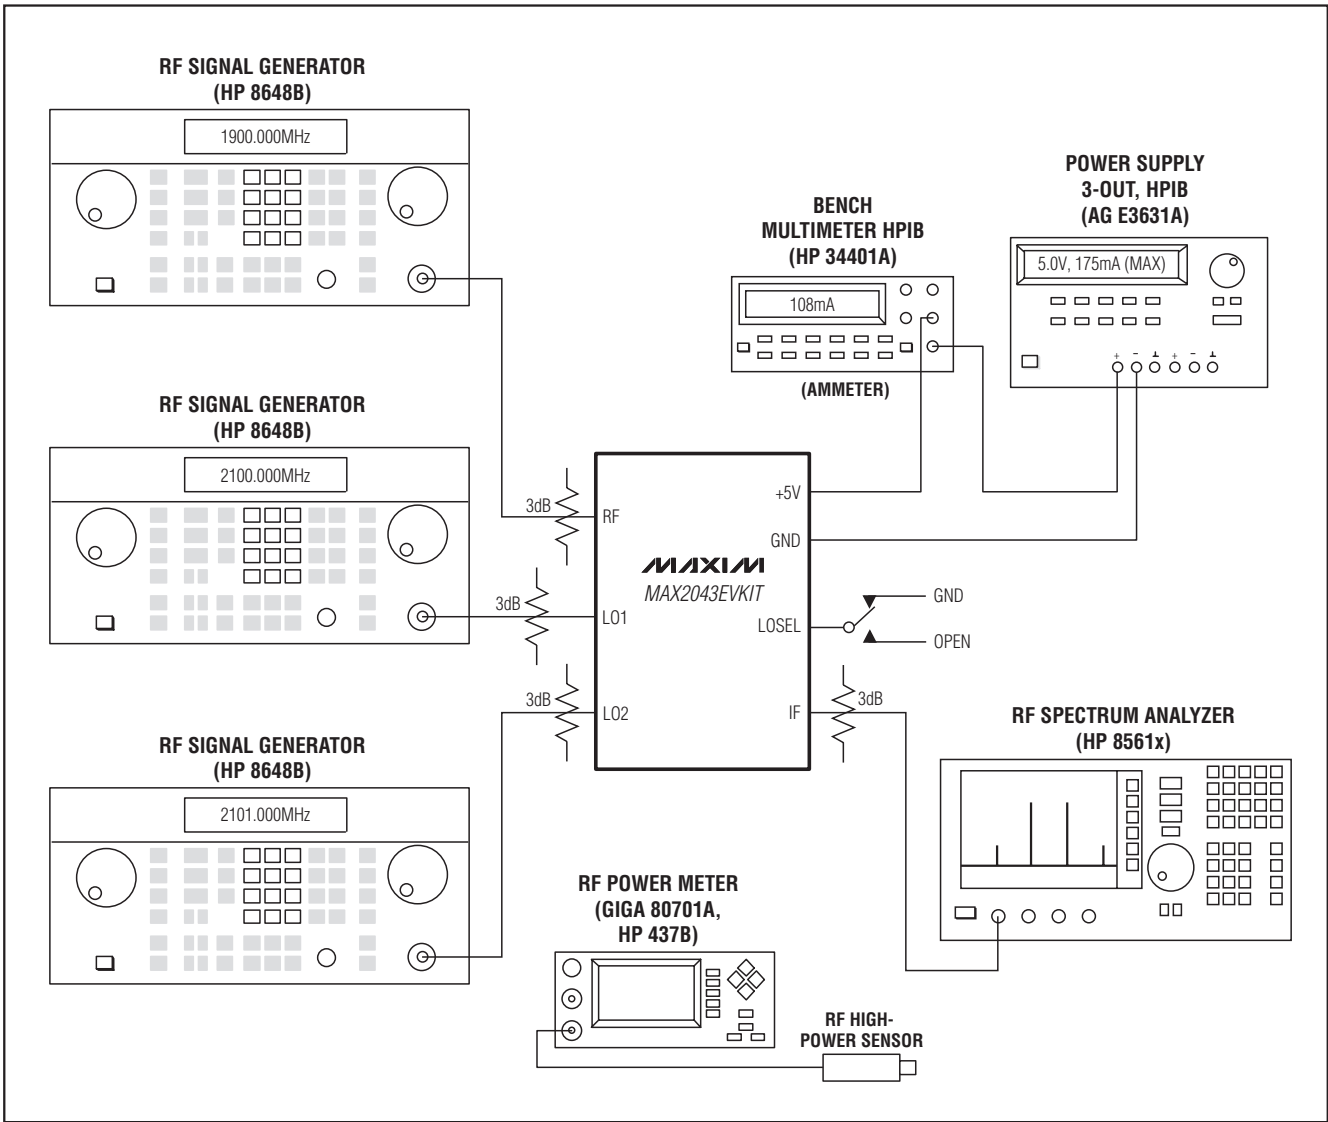 RF SIGNAL GENERATOR
(HP 8648B)
1900.000MHz
POWER SUPPLY
3-OUT, HPIB
(AG E3631A)
5.0V, 175mA (MAX)
+ - ⊥ + - ⊥
BENCH
MULTIMETER HPIB
(HP 34401A)
108mA
(AMMETER)
RF SIGNAL GENERATOR
(HP 8648B)
2100.000MHz
3dB
RF
+5V
GND
MAXIM
MAX2043EVKIT
3dB
LO1
LOSEL
GND
OPEN
3dB
LO2
IF
3dB
RF SIGNAL GENERATOR
(HP 8648B)
2101.000MHz
RF SPECTRUM ANALYZER
(HP 8561x)
RF POWER METER
(GIGA 80701A,
HP 437B)
RF HIGH-
POWER SENSOR